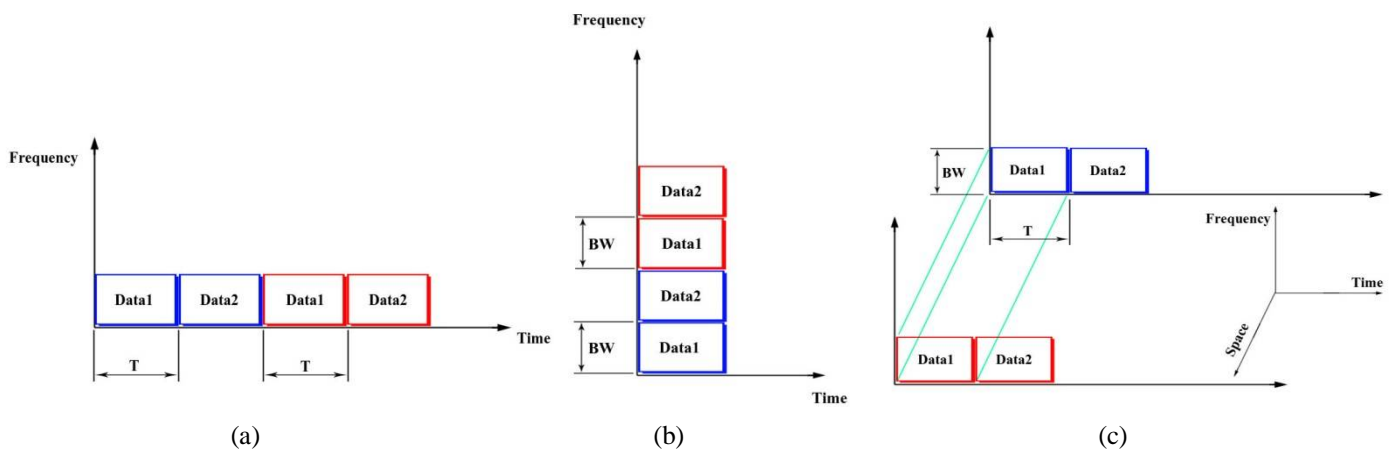 Frequency
Data1 Data2 Data1 Data2
Time
T T
(a)
Frequency
Data2
BW Data1
Data2
BW Data1
Time
(b)
BW Data1 Data2
T
Frequency
Time
Space
Data1 Data2
(c)